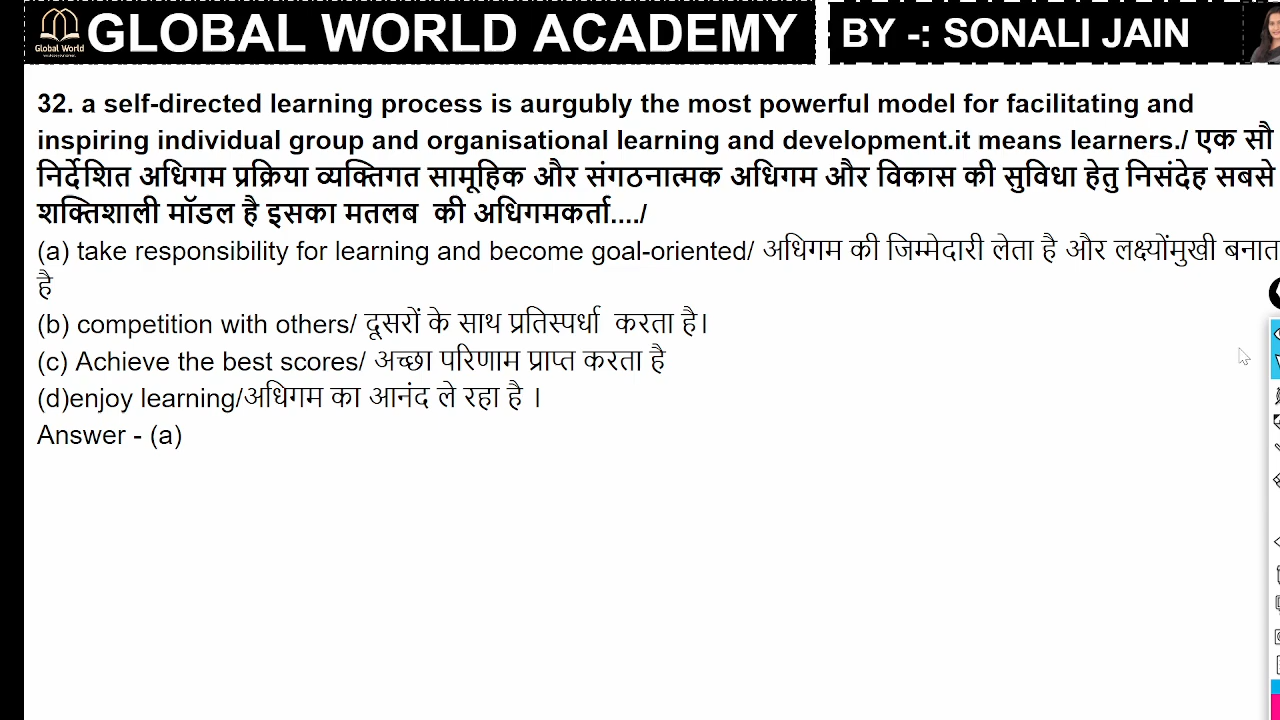 GLOBAL WORLD ACADEMY
BY -: SONALI JAIN
Global World
32. a self-directed learning process is aurgubly the most powerful model for facilitating and
inspiring individual group and organisational learning and development.it means learners./ एक सौ
निर्देशित अधिगम प्रक्रिया व्यक्तिगत सामूहिक और संगठनात्मक अधिगम और विकास की सुविधा हेतु निसंदेह सबसे
शक्तिशाली मॉडल है इसका मतलब की अधिगमकर्ता..../
(a) take responsibility for learning and become goal-oriented/ अधिगम की जिम्मेदारी लेता है और लक्ष्योंमुखी बनात
है
(b) competition with others/ दूसरों के साथ प्रतिस्पर्धा करता है।
(c) Achieve the best scores/ अच्छा परिणाम प्राप्त करता है
(d)enjoy learning/अधिगम का आनंद ले रहा है ।
Answer - (a)